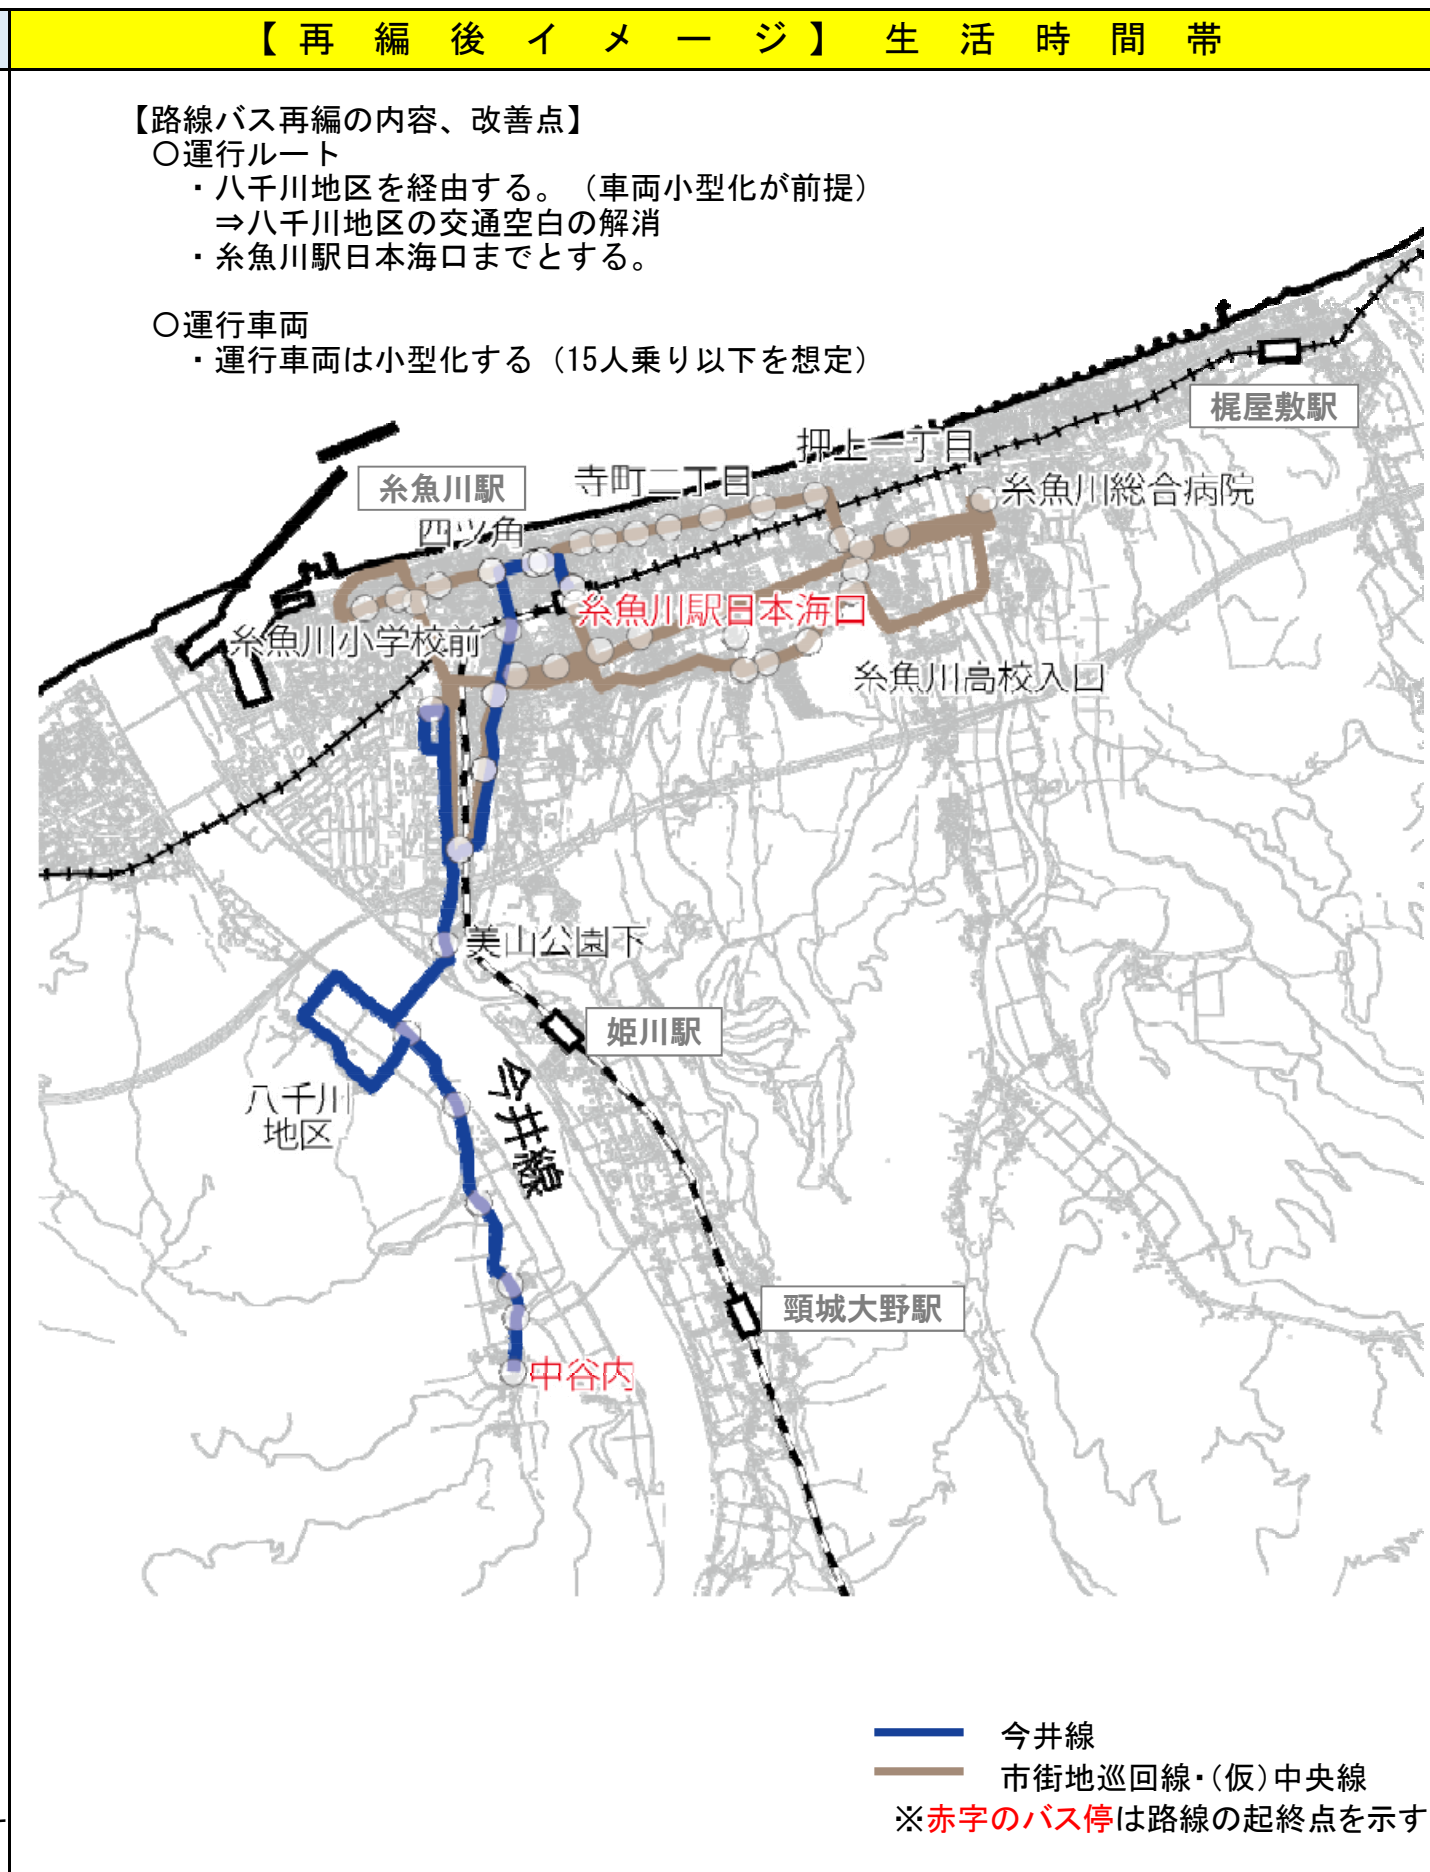 【再編後イメージ】生活時間帯
【路線バス再編の内容、改善点】
○運行ルート
・八千川地区を経由する。（車両小型化が前提）
⇒八千川地区の交通空白の解消
・糸魚川駅日本海口までとする。
○運行車両
・運行車両は小型化する（15人乗り以下を想定）
梶屋敷駅
押上一丁目
寺町二丁目
糸魚川駅
糸魚川総合病院
四ツ角
糸魚川駅日本海口
糸魚川小学校前
糸魚川高校入口
美山公園下
姫川駅
八千川
地区
今井線
頸城大野駅
中谷内
今井線
市街地巡回線・(仮)中央線
※赤字のバス停は路線の起終点を示す